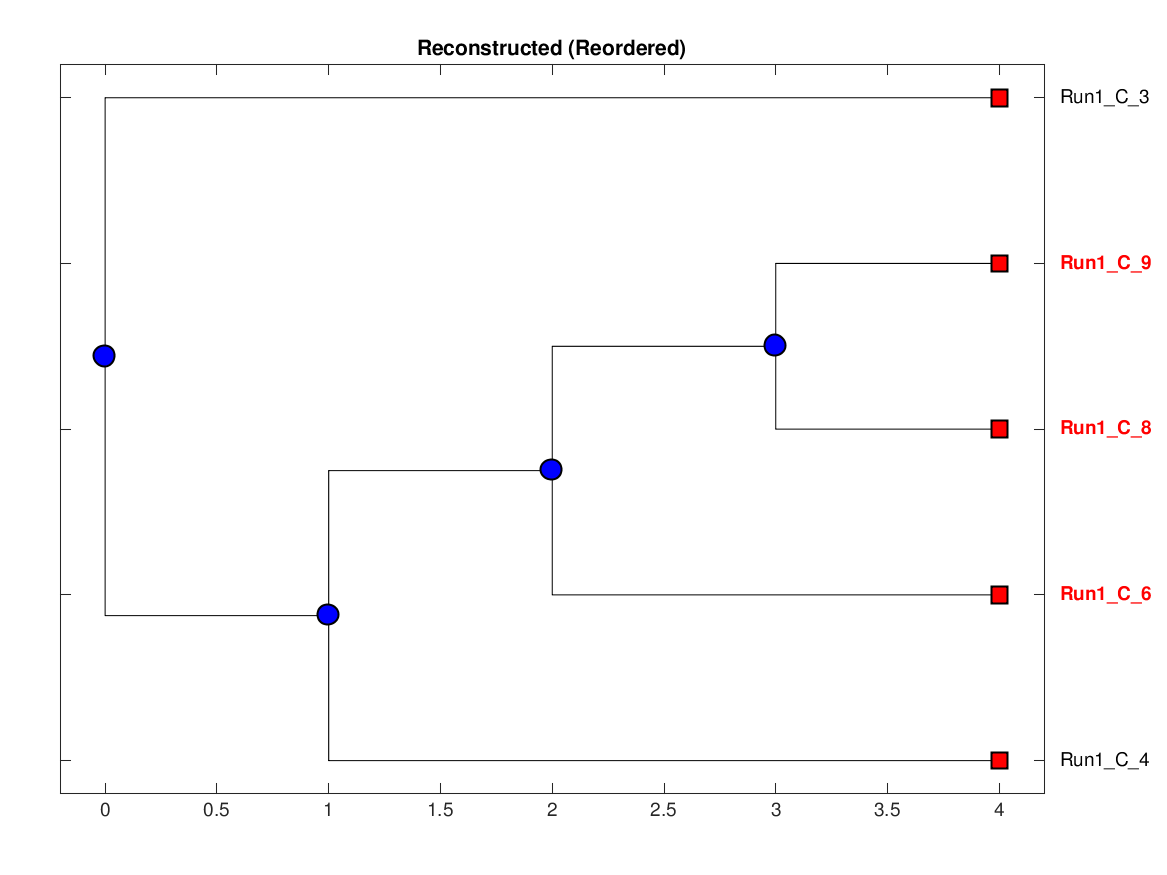 Reconstructed (Reordered)
Run1_C_3
Run1_C_9
Run1_C_8
Run1_C_6
Run1_C_4
0 0.5 1 1.5 2 2.5 3 3.5 4